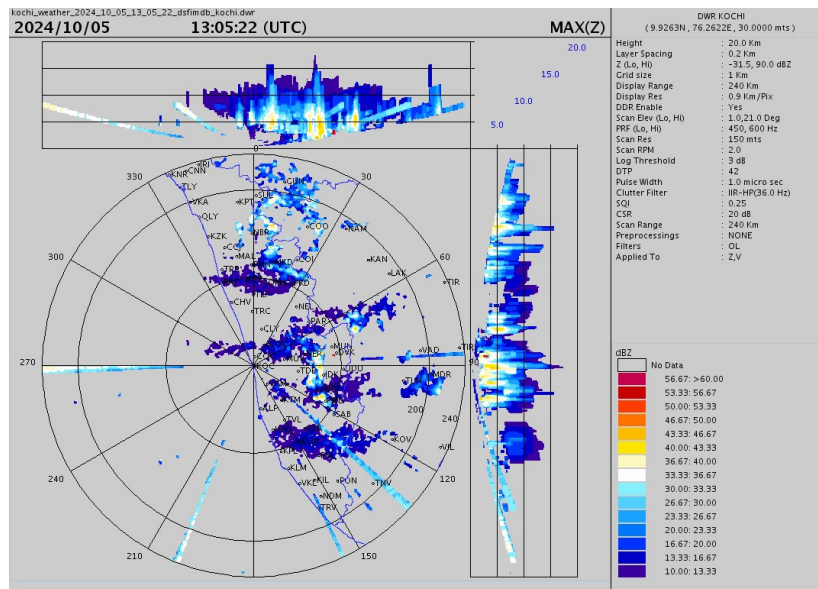 kochi_weather_2024_10_05_13_05_22_dsfimdb_kochi.dwr
2024/10/05 13:05:22 (UTC) MAX(Z)
20.0
15.0
10.0
5.0
0
DWR KOCHI
( 9.9263N , 76.2622E , 30.0000 mts )
Height : 20.0 Km
Layer Spacing : 0.2 Km
Z (Lo, Hi) : -31.5, 90.0 dBZ
Grid size : 1 Km
Display Range : 240 Km
Display Res : 0.9 Km/Pix
DDR Enable : Yes
Scan Elev (Lo, Hi) : 1.0,21.0 Deg
PRF (Lo, Hi) : 450, 600 Hz
Scan Res : 150 mts
Scan RPM : 2.0
Log Threshold : 3 dB
DTP : 42
Pulse Width : 1.0 micro sec
Clutter Filter : IIR-HP(36.0 Hz)
SQI : 0.25
CSR : 20 dB
Scan Range : 240 Km
Preprocessings : NONE
Filters : OL
Applied To : Z,V
330
30
300
60
270
90
240
120
210
150
200
240
KNR
CNN
TLY
VKA
KPT
QLY
KZK
NBR
COO
NAM
MAL
COI
KAN
LAK
TIR
CHV
TRC
NEL
PAR
CLY
MUN
VAD
TIR
MDR
TDP
SAB
ALP
KTM
TVL
KOV
VIL
KLM
VKL
KIL
PON
TNV
NDM
TRV
dBZ
No Data
56.67: >60.00
53.33: 56.67
50.00: 53.33
46.67: 50.00
43.33: 46.67
40.00: 43.33
36.67: 40.00
33.33: 36.67
30.00: 33.33
26.67: 30.00
23.33: 26.67
20.00: 23.33
16.67: 20.00
13.33: 16.67
10.00: 13.33